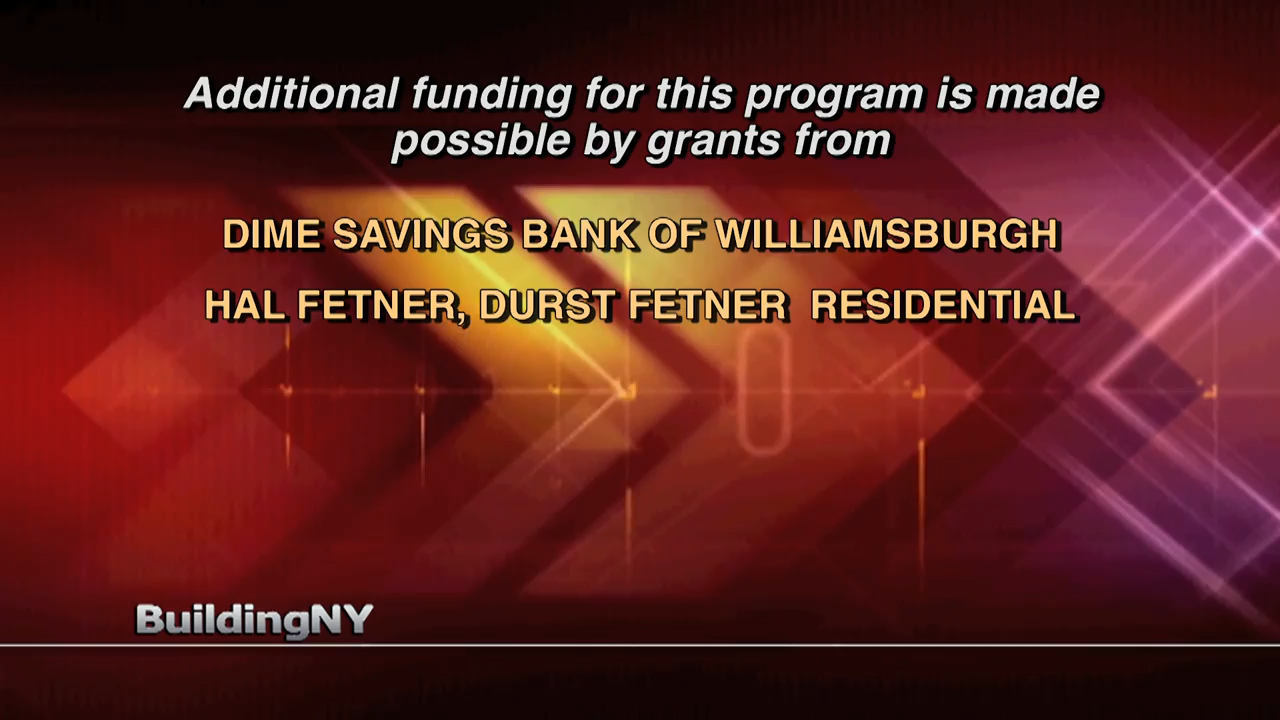 Additional funding for this program is made
possible by grants from
DIME SAVINGS BANK OF WILLIAMSBURGH
HAL FETNER, DURST FETNER  RESIDENTIAL
BuildingNY